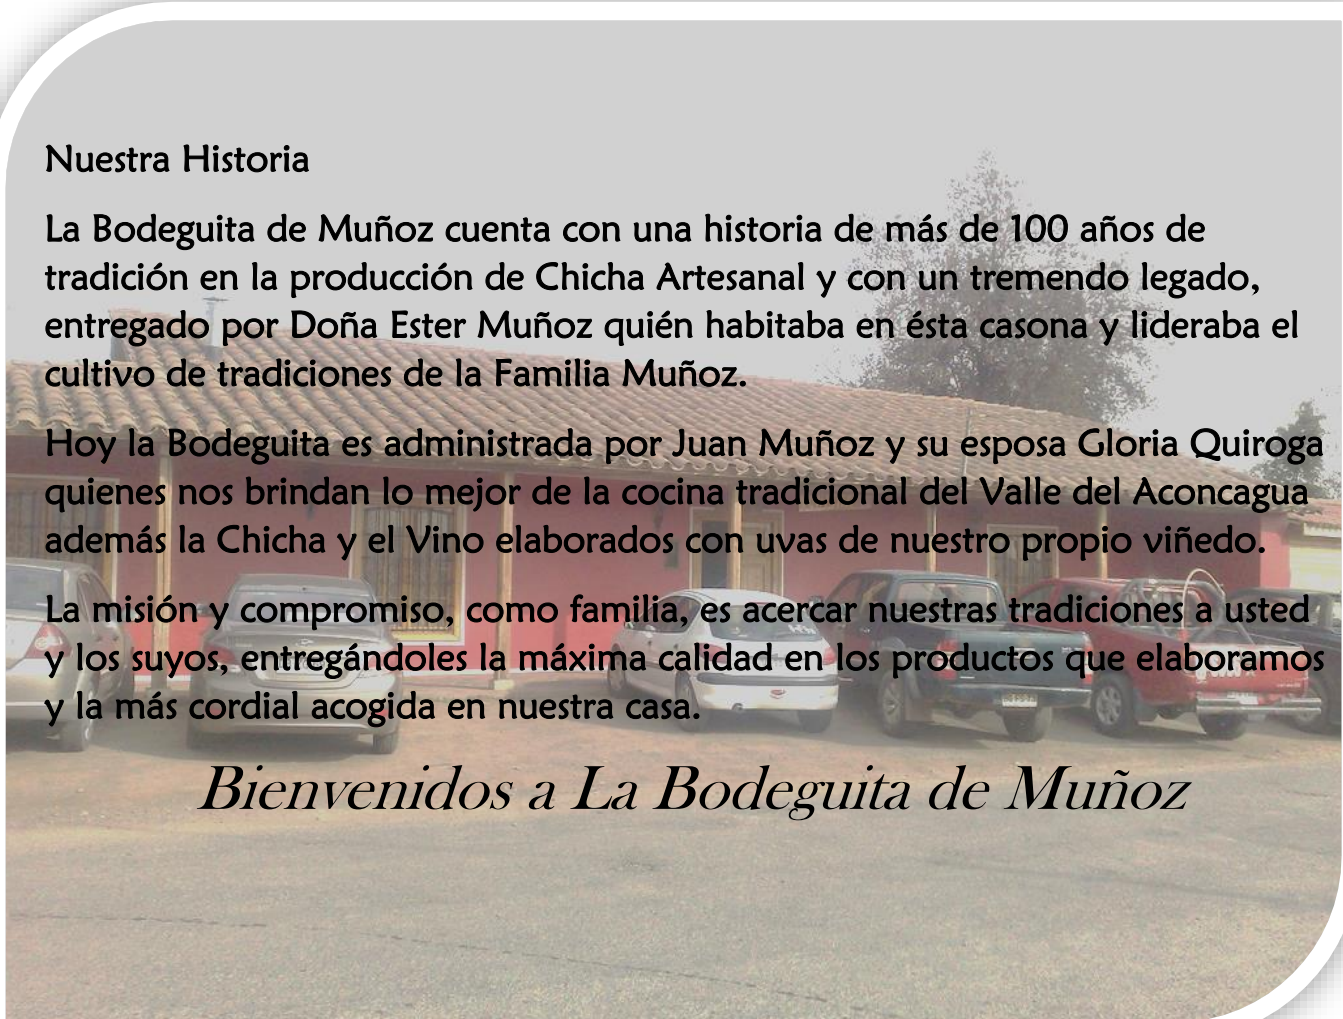 Nuestra Historia
La Bodeguita de Muñoz cuenta con una historia de más de 100 años de
tradición en la producción de Chicha Artesanal y con un tremendo legado,
entregado por Doña Ester Muñoz quién habitaba en ésta casona y lideraba el
cultivo de tradiciones de la Familia Muñoz.
Hoy la Bodeguita es administrada por Juan Muñoz y su esposa Gloria Quiroga
quienes nos brindan lo mejor de la cocina tradicional del Valle del Aconcagua
además la Chicha y el Vino elaborados con uvas de nuestro propio viñedo.
La misión y compromiso, como familia, es acercar nuestras tradiciones a usted
y los suyos, entregándoles la máxima calidad en los productos que elaboramos
y la más cordial acogida en nuestra casa.
Bienvenidos a La Bodeguita de Muñoz